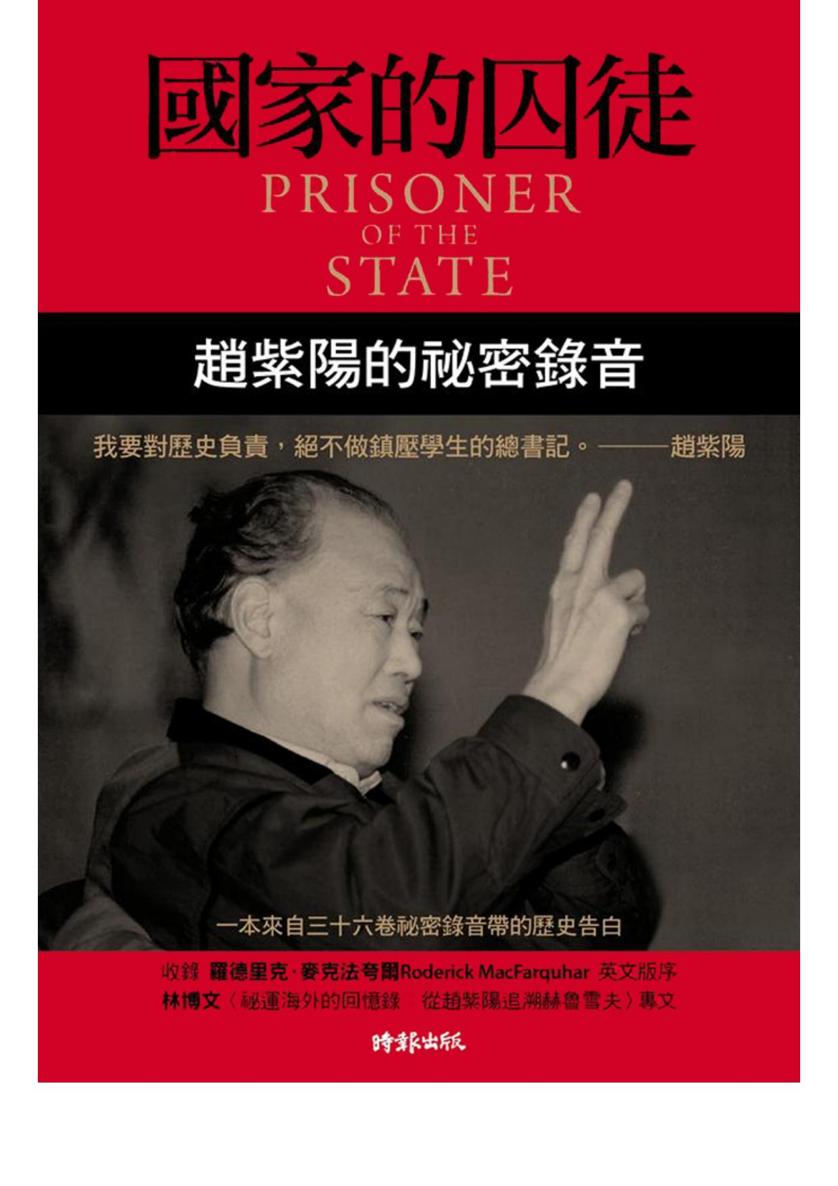 國家的囚徒
PRISONER
OF THE
STATE
趙紫陽的祕密錄音
我要對歷史負責，絕不做鎮壓學生的總書記。——趙紫陽
一本來自三十六卷祕密錄音帶的歷史告白
收錄 羅德里克·麥克法夸爾Roderick MacFarquhar 英文版序
林博文〈祕運海外的回憶錄：從趙紫陽追溯赫魯雪夫〉專文
時報出版